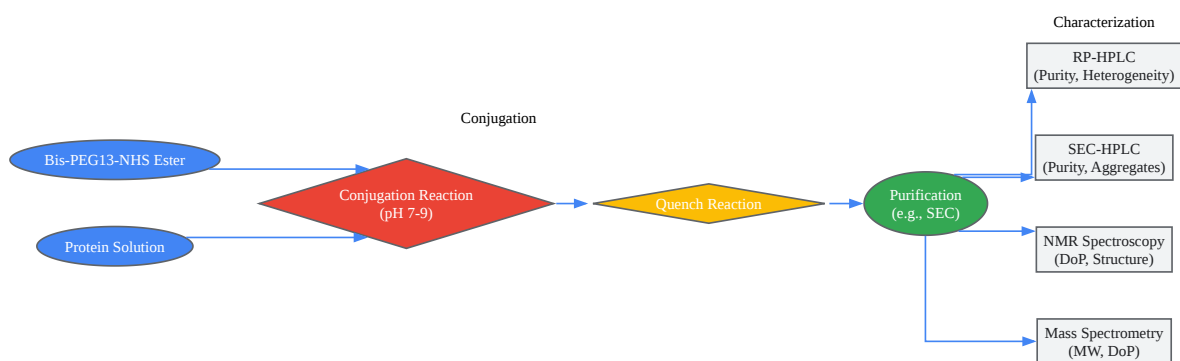 Characterization
RP-HPLC
(Purity, Heterogeneity)
Conjugation
SEC-HPLC
(Purity, Aggregates)
Bis-PEG13-NHS Ester
Conjugation Reaction
(pH 7-9)
Quench Reaction
Purification
(e.g., SEC)
Protein Solution
NMR Spectroscopy
(DoP, Structure)
Mass Spectrometry
(MW, DoP)